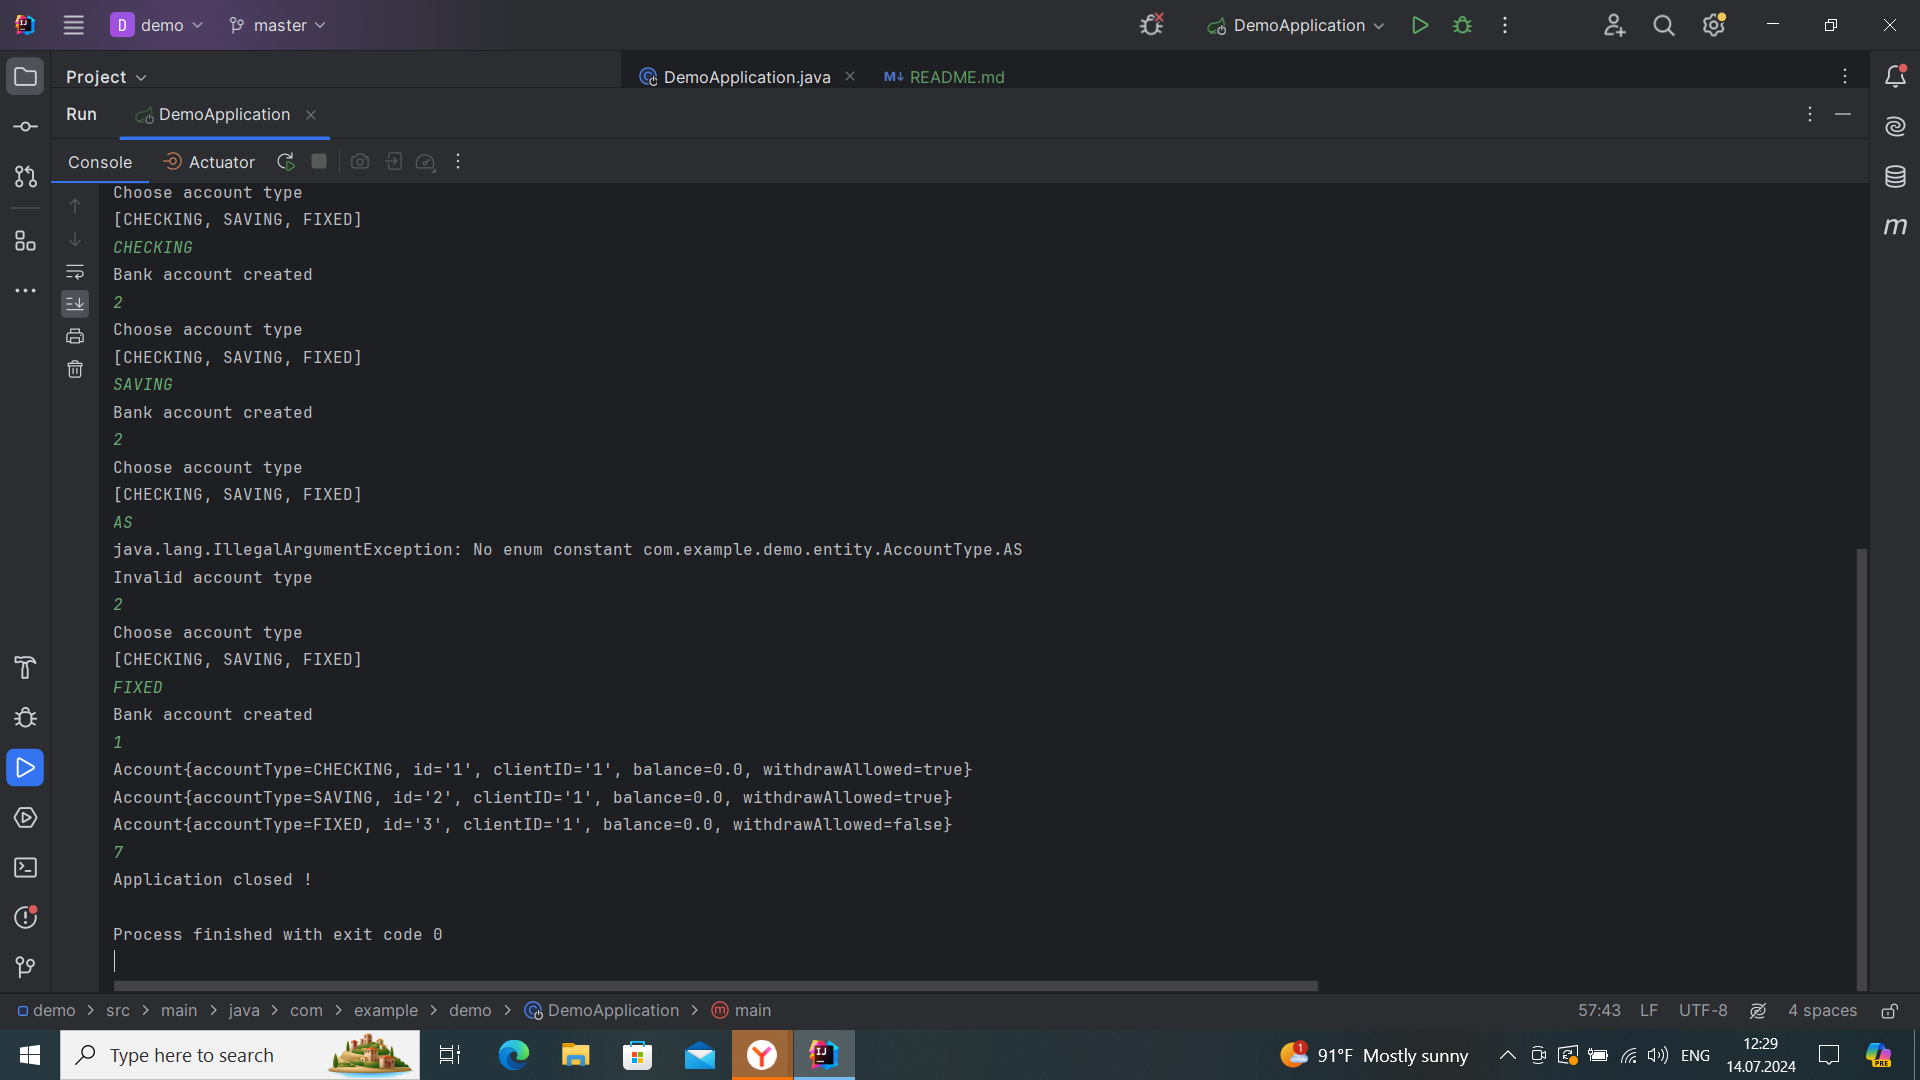 D demo master DemoApplication
Project DemoApplication.java M↓ README.md
Run DemoApplication
Console Actuator
Choose account type
[CHECKING, SAVING, FIXED]
CHECKING
Bank account created
2
Choose account type
[CHECKING, SAVING, FIXED]
SAVING
Bank account created
2
Choose account type
[CHECKING, SAVING, FIXED]
AS
java.lang.IllegalArgumentException: No enum constant com.example.demo.entity.AccountType.AS
Invalid account type
2
Choose account type
[CHECKING, SAVING, FIXED]
FIXED
Bank account created
1
Account{accountType=CHECKING, id='1', clientID='1', balance=0.0, withdrawAllowed=true}
Account{accountType=SAVING, id='2', clientID='1', balance=0.0, withdrawAllowed=true}
Account{accountType=FIXED, id='3', clientID='1', balance=0.0, withdrawAllowed=false}
7
Application closed !
Process finished with exit code 0
m
demo > src > main > java > com > example > demo > DemoApplication > m main 57:43 LF UTF-8 4 spaces
Type here to search 1 91°F Mostly sunny ENG 12:29
14.07.2024
PRE